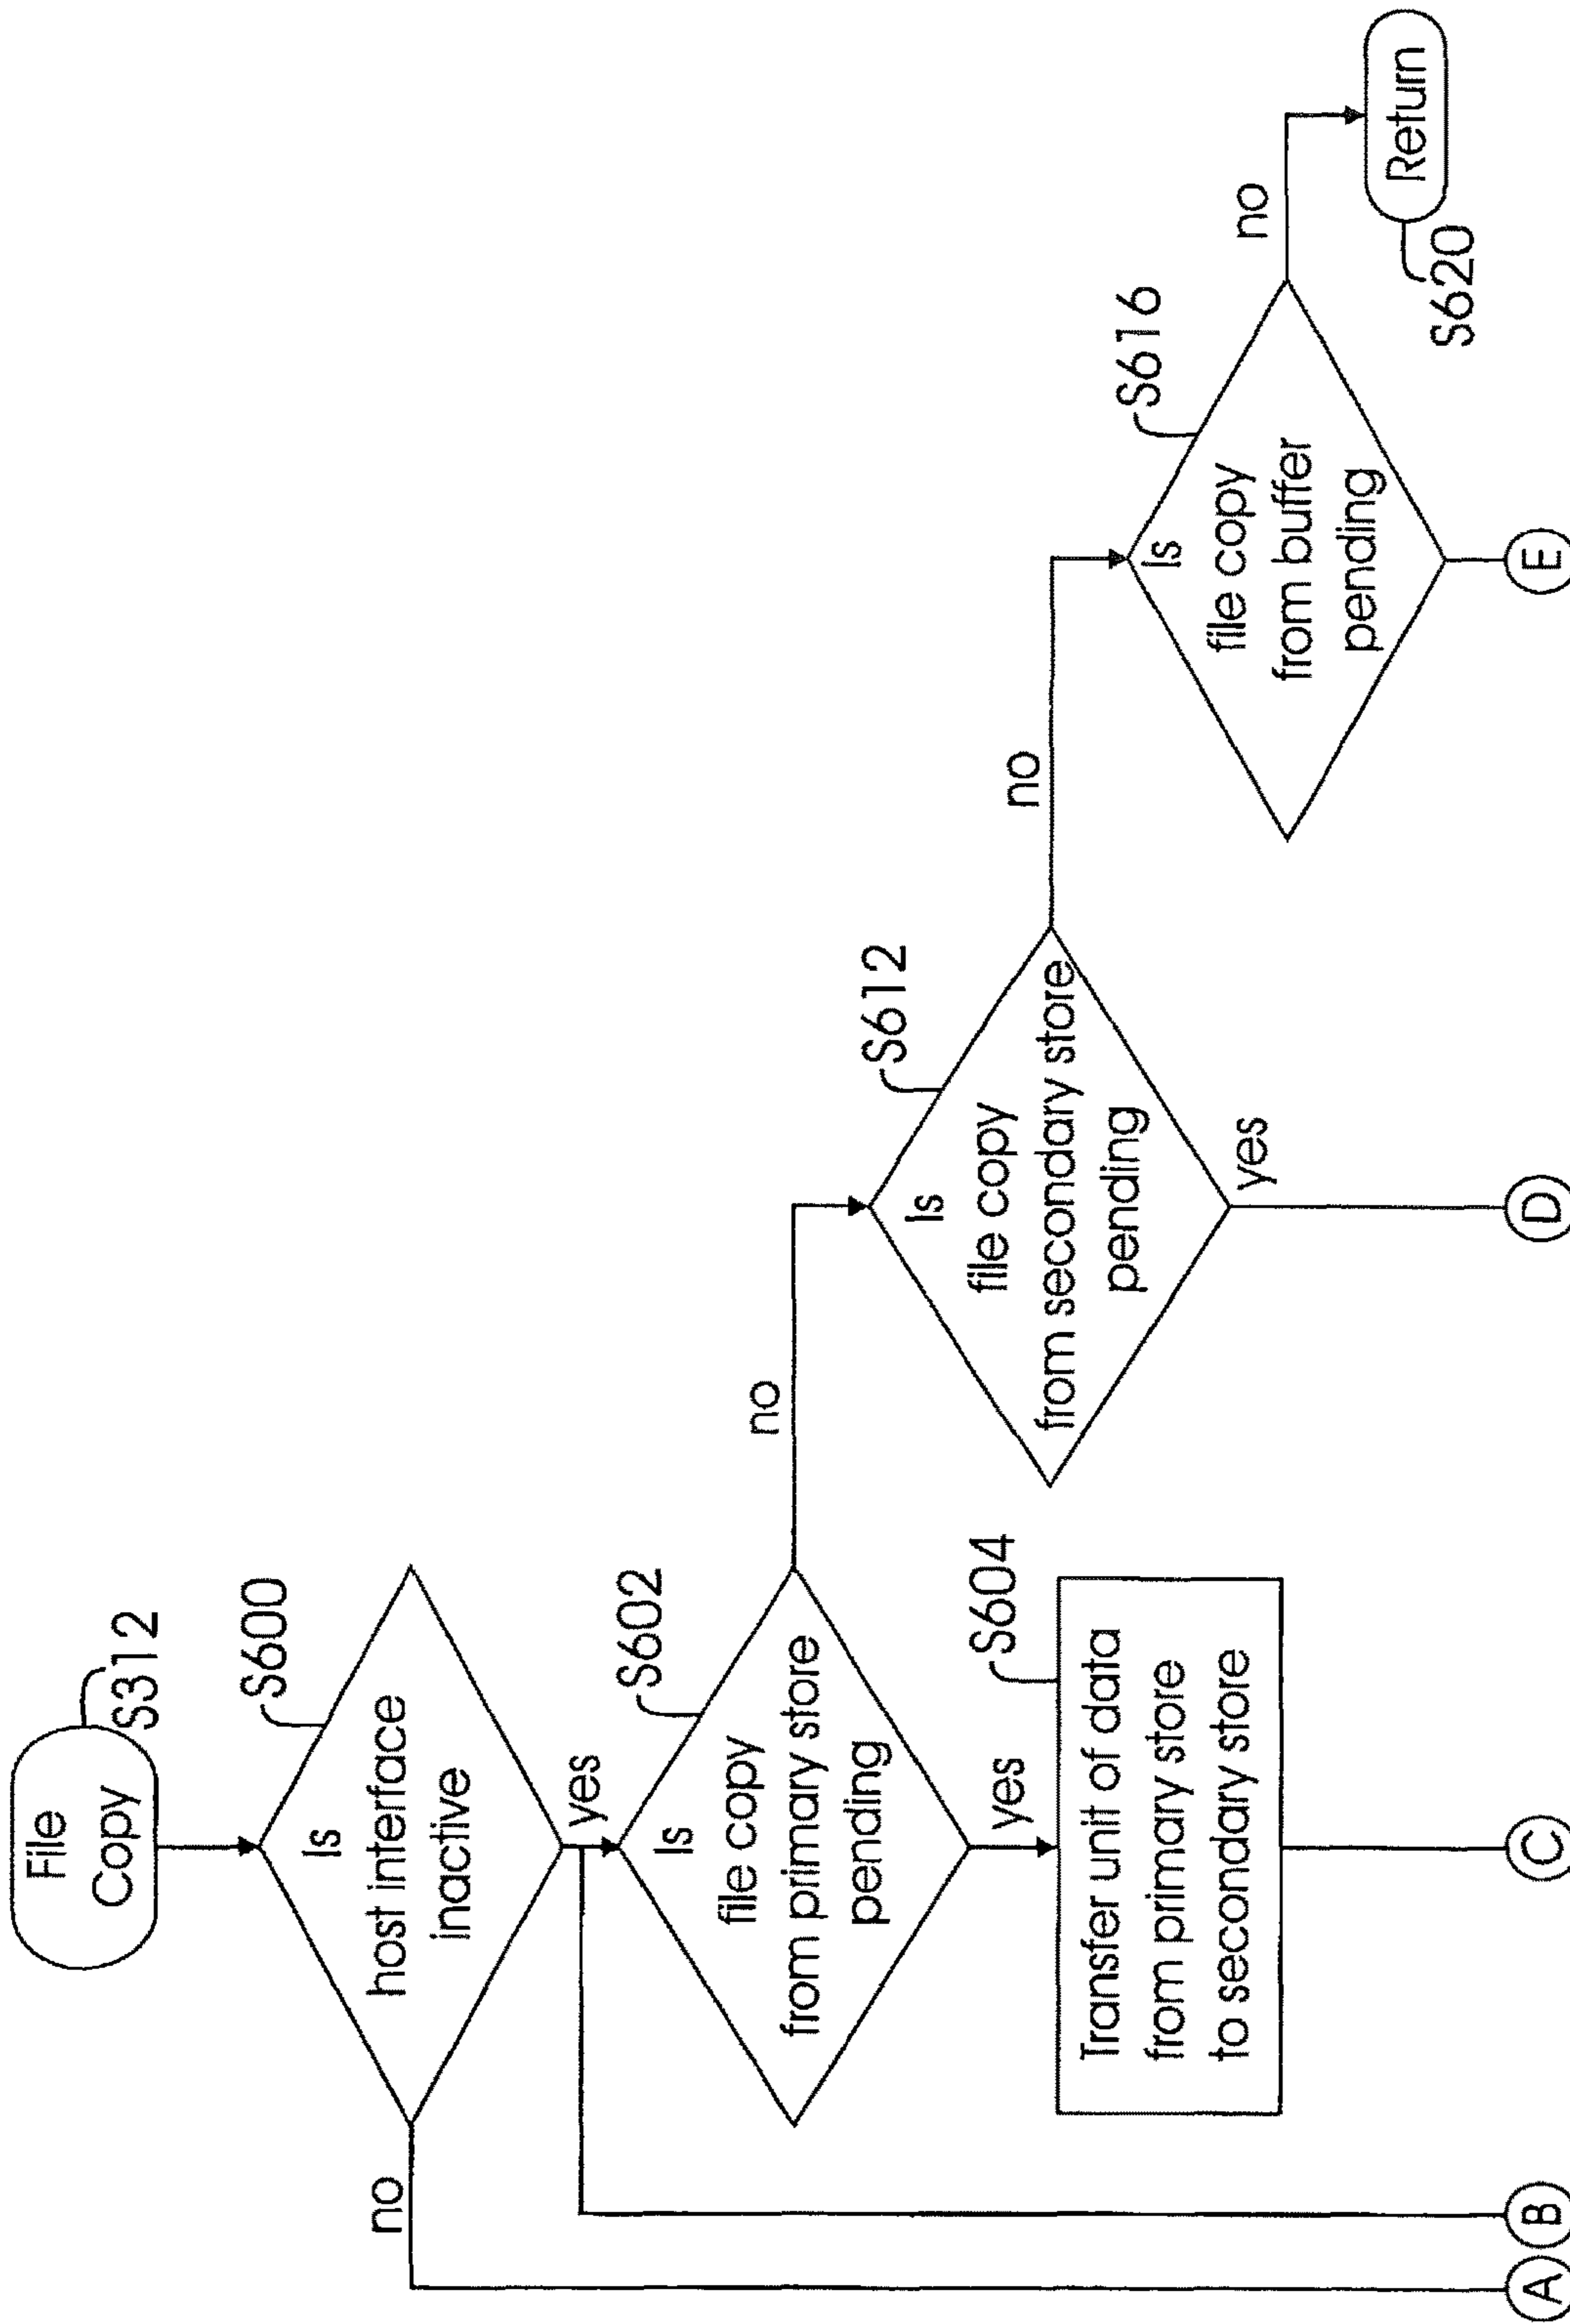 File
Copy
S312
S600
Is
host interface
inactive
no
yes
S602
Is
file copy
from primary store
pending
no
yes
S604
Transfer unit of data
from primary store
to secondary store
S612
Is
file copy
from secondary store
pending
no
yes
S616
Is
file copy
from buffer
pending
no
Return
S620
A
B
C
D
E